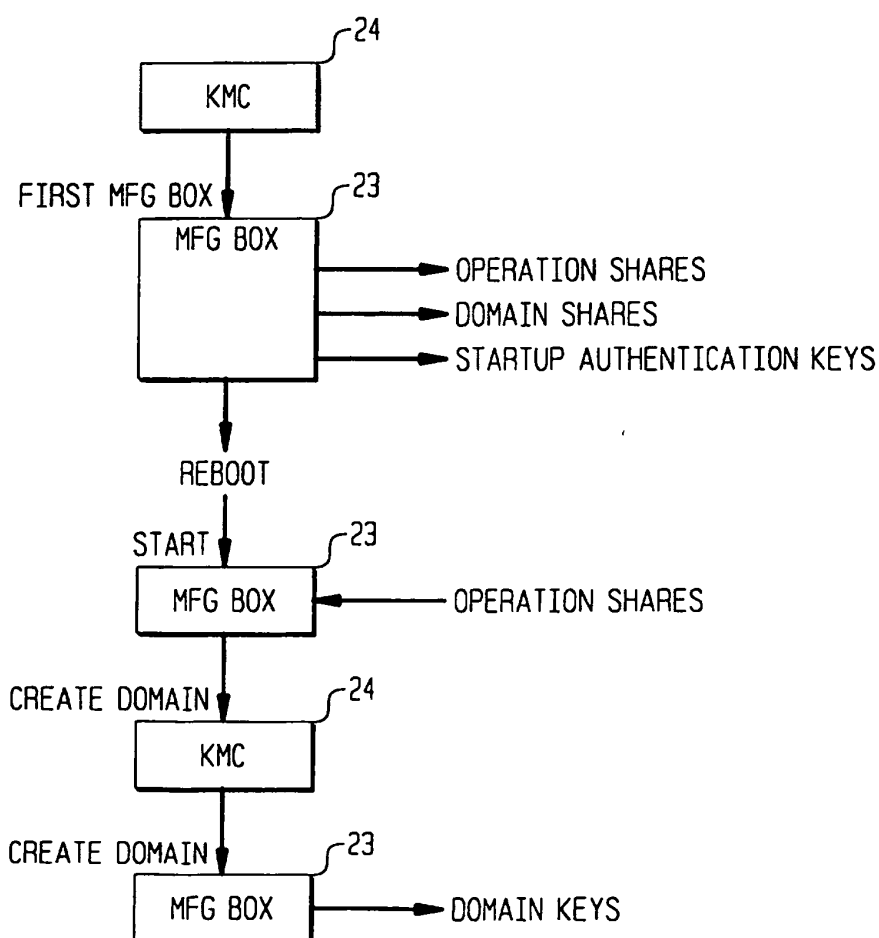 24
KMC
FIRST MFG BOX
23
MFG BOX
OPERATION SHARES
DOMAIN SHARES
STARTUP AUTHENTICATION KEYS
REBOOT
START
23
MFG BOX
OPERATION SHARES
CREATE DOMAIN
24
KMC
CREATE DOMAIN
23
MFG BOX
DOMAIN KEYS